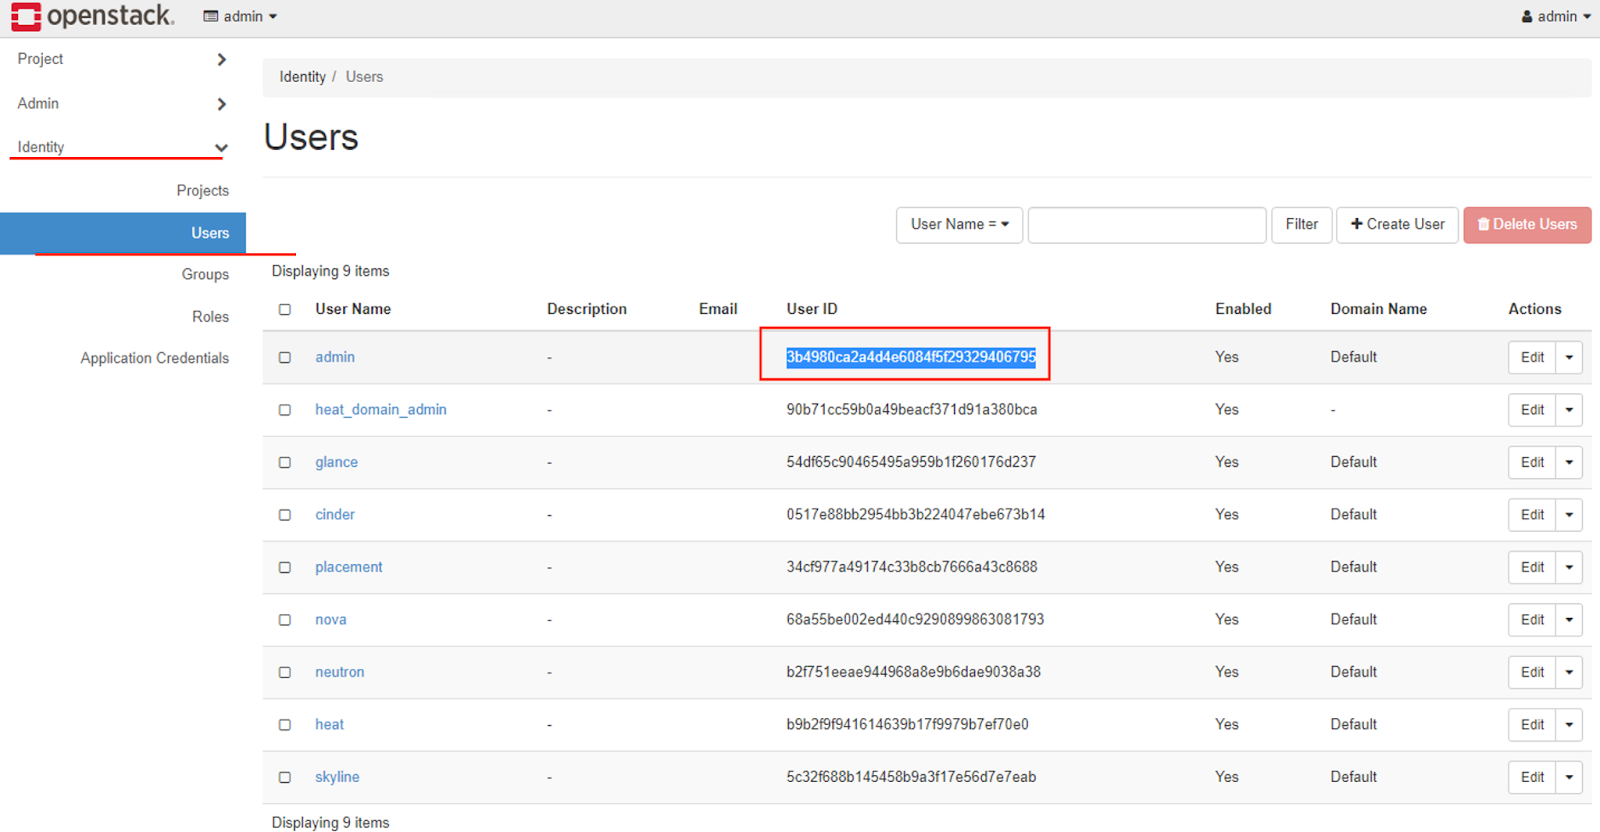 openstack. admin admin
Project
Admin
Identity
Projects
Users
Groups
Roles
Application Credentials
Identity / Users
Users
User Name = Filter + Create User Delete Users
Displaying 9 items
User Name Description Email User ID Enabled Domain Name Actions
admin - 3b4980ca2a4d4e6084f5f29329406795 Yes Default Edit
heat_domain_admin - 90b71cc59b0a49beacf371d91a380bca Yes - Edit
glance - 54df65c90465495a959b1f260176d237 Yes Default Edit
cinder - 0517e88bb2954bb3b224047ebe673b14 Yes Default Edit
placement - 34cf977a49174c33b8cb7666a43c8688 Yes Default Edit
nova - 68a55be002ed440c9290899863081793 Yes Default Edit
neutron - b2f751eeae944968a8e9b6dae9038a38 Yes Default Edit
heat - b9b2f9f941614639b17f9979b7ef70e0 Yes Default Edit
skyline - 5c32f688b145458b9a3f17e56d7e7eab Yes Default Edit
Displaying 9 items